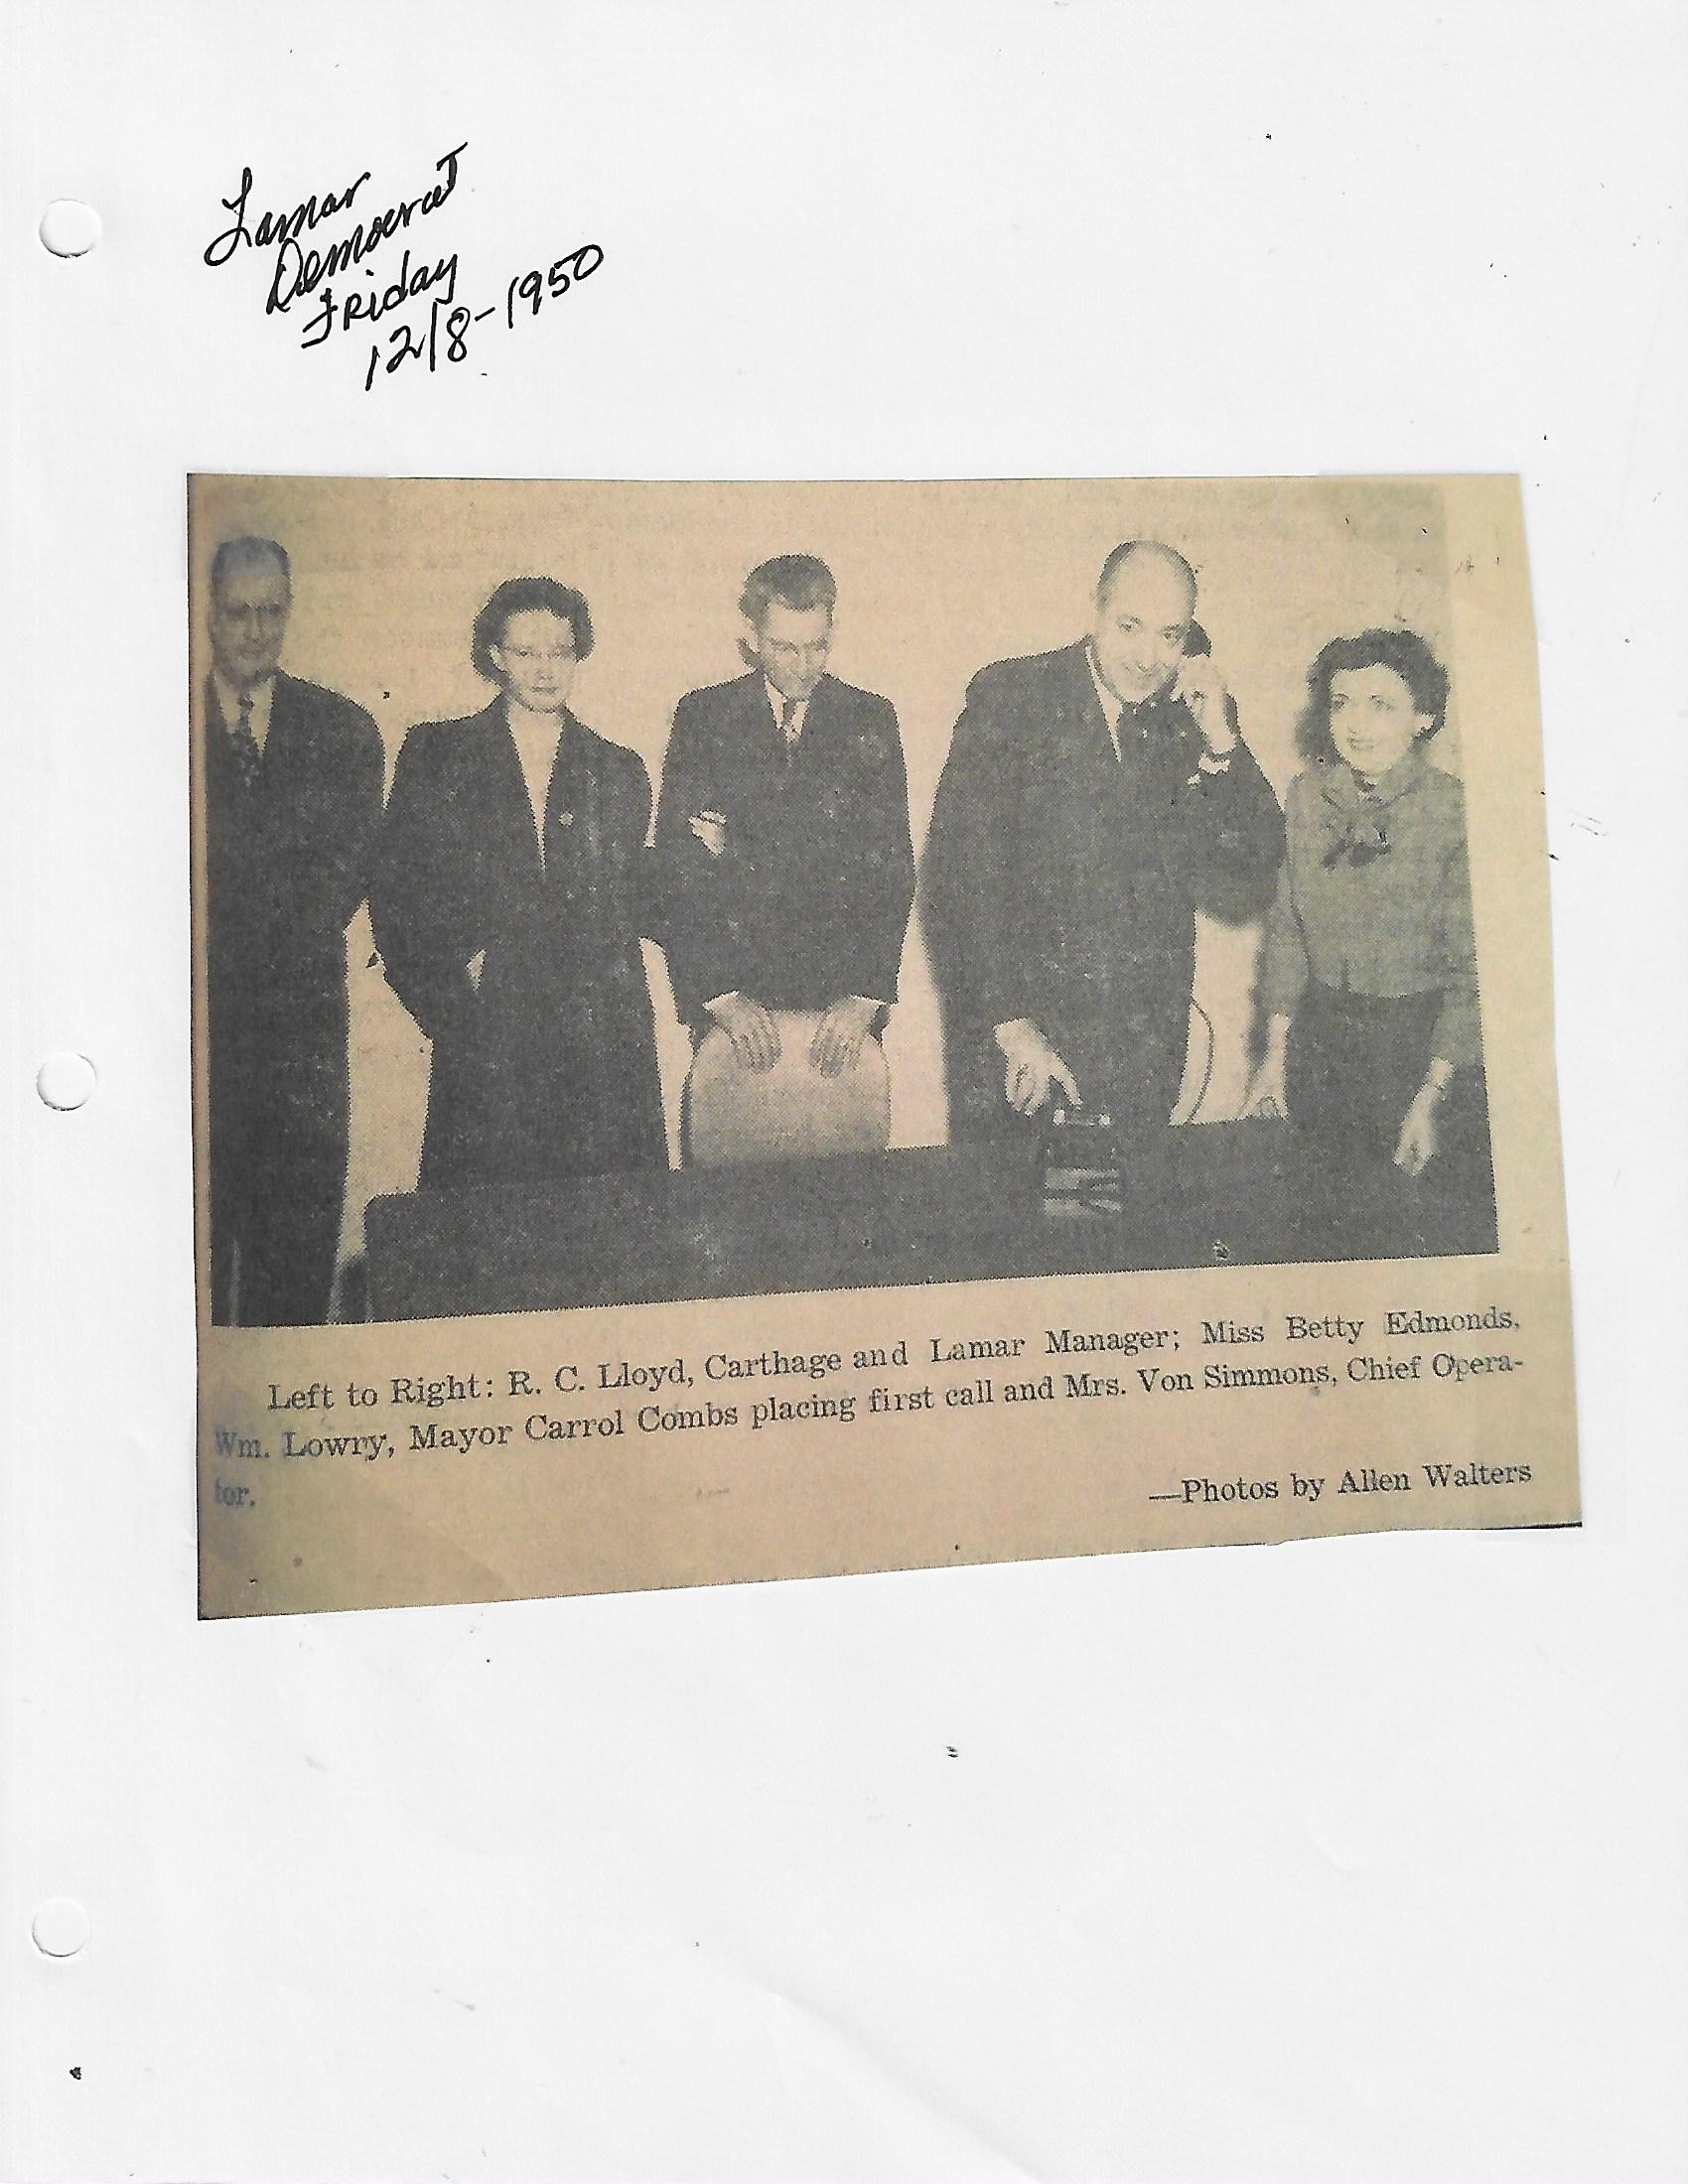 Lamar
Democrat
Friday
12/8-1950
Left to Right: R. C. Lloyd, Carthage and Lamar Manager; Miss Betty Edmonds,
Wm. Lowry, Mayor Carrol Combs placing first call and Mrs. Von Simmons, Chief Opera-
tor.
—Photos by Allen Walters